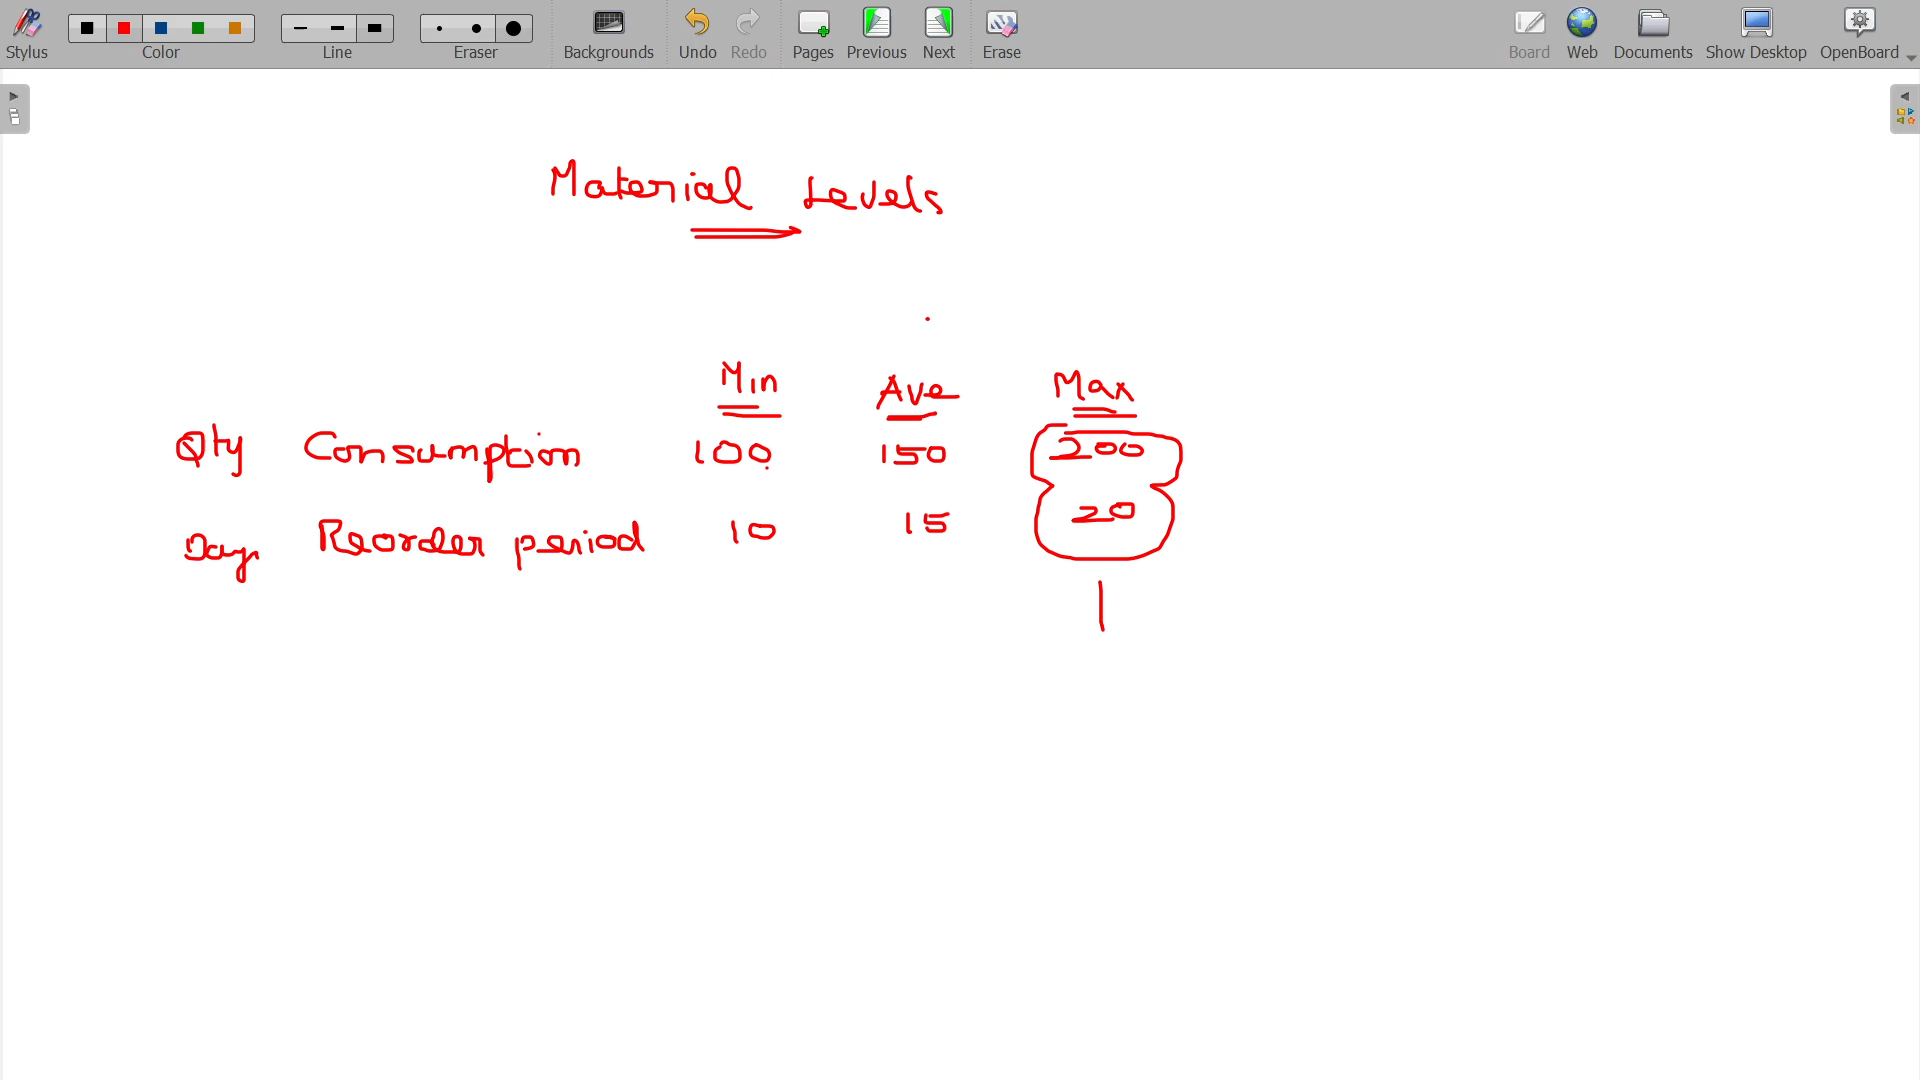 Stylus Color Line Eraser Backgrounds Undo Redo Pages Previous Next Erase Board Web Documents Show Desktop OpenBoard
Material Levels
Min Ave Max
Qty Consumption 100 150 200
Days Reorder period 10 15 20